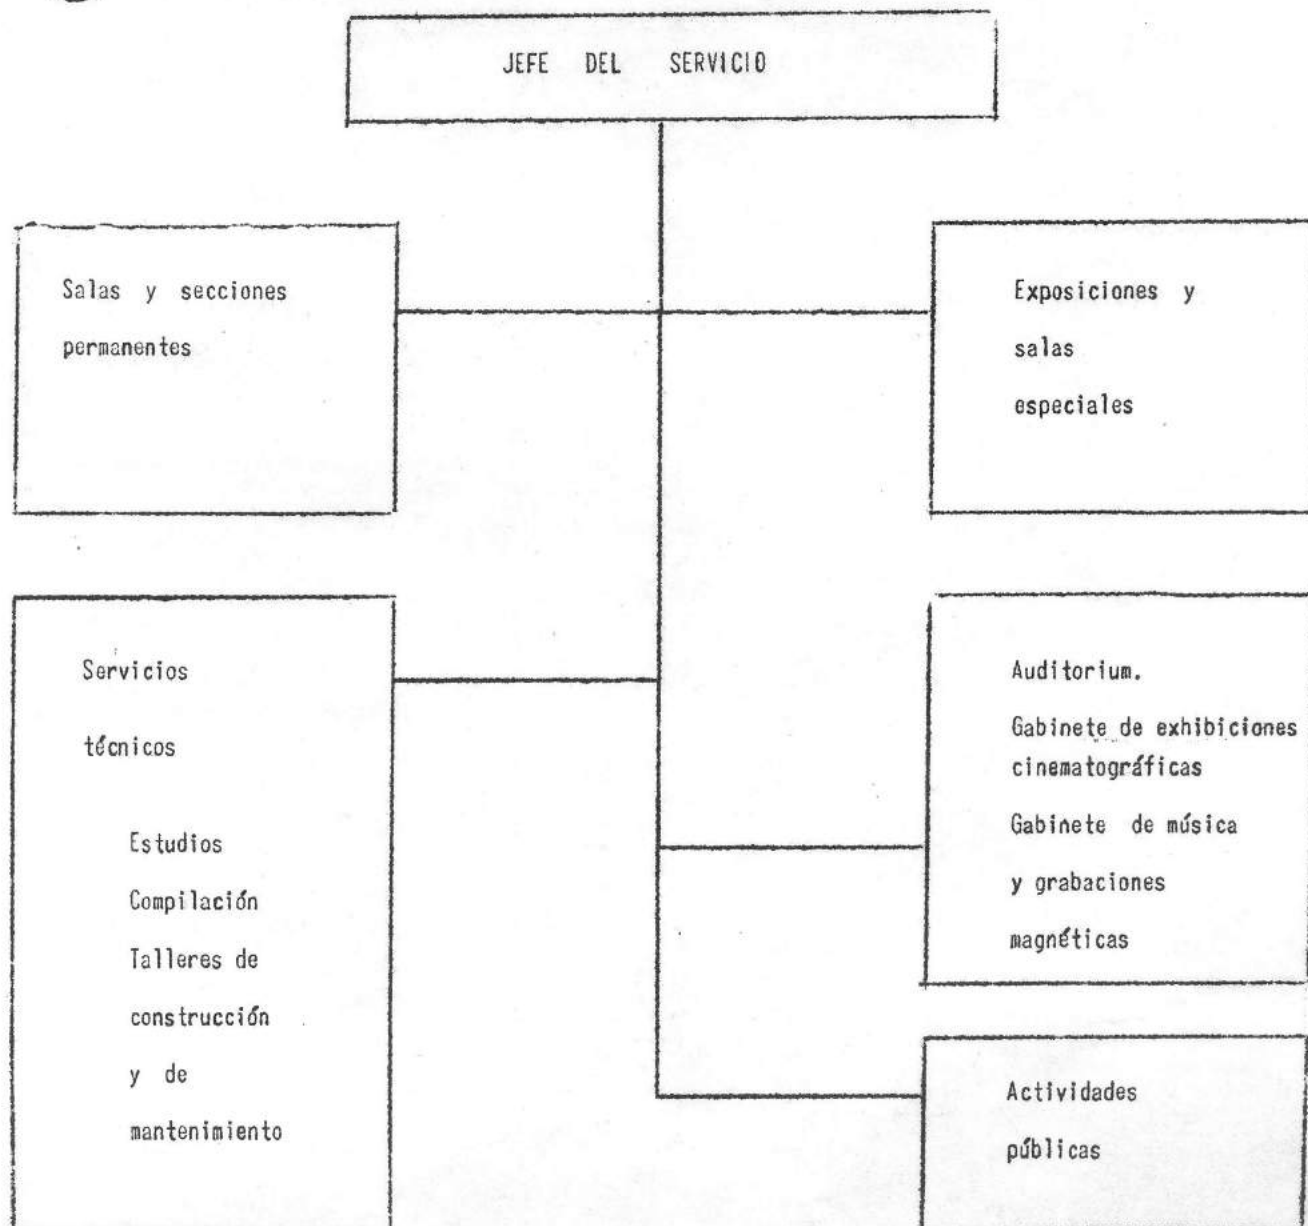 JEFE DEL SERVICIO
Salas y secciones
permanentes
Exposiciones y
salas
especiales
Servicios
técnicos
Estudios
Compilación
Talleres de
construcción
y de
mantenimiento
Auditorium.
Gabinete de exhibiciones
cinematográficas
Gabinete de música
y grabaciones
magnéticas
Actividades
públicas